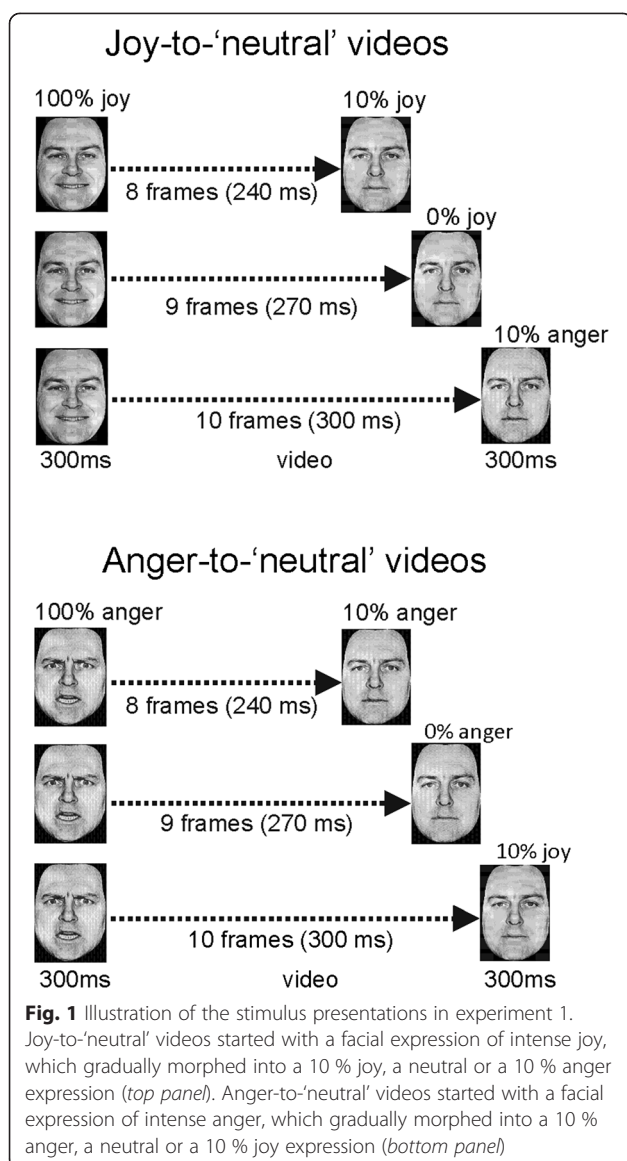 Joy-to-‘neutral’ videos
100% joy
10% joy
8 frames (240 ms)
0% joy
9 frames (270 ms)
10% anger
10 frames (300 ms)
300ms
video
300ms
Anger-to-‘neutral’ videos
100% anger
10% anger
8 frames (240 ms)
0% anger
9 frames (270 ms)
10% joy
10 frames (300 ms)
300ms
video
300ms
Fig. 1 Illustration of the stimulus presentations in experiment 1.
Joy-to-‘neutral’ videos started with a facial expression of intense joy,
which gradually morphed into a 10 % joy, a neutral or a 10 % anger
expression (top panel). Anger-to-‘neutral’ videos started with a facial
expression of intense anger, which gradually morphed into a 10 %
anger, a neutral or a 10 % joy expression (bottom panel)